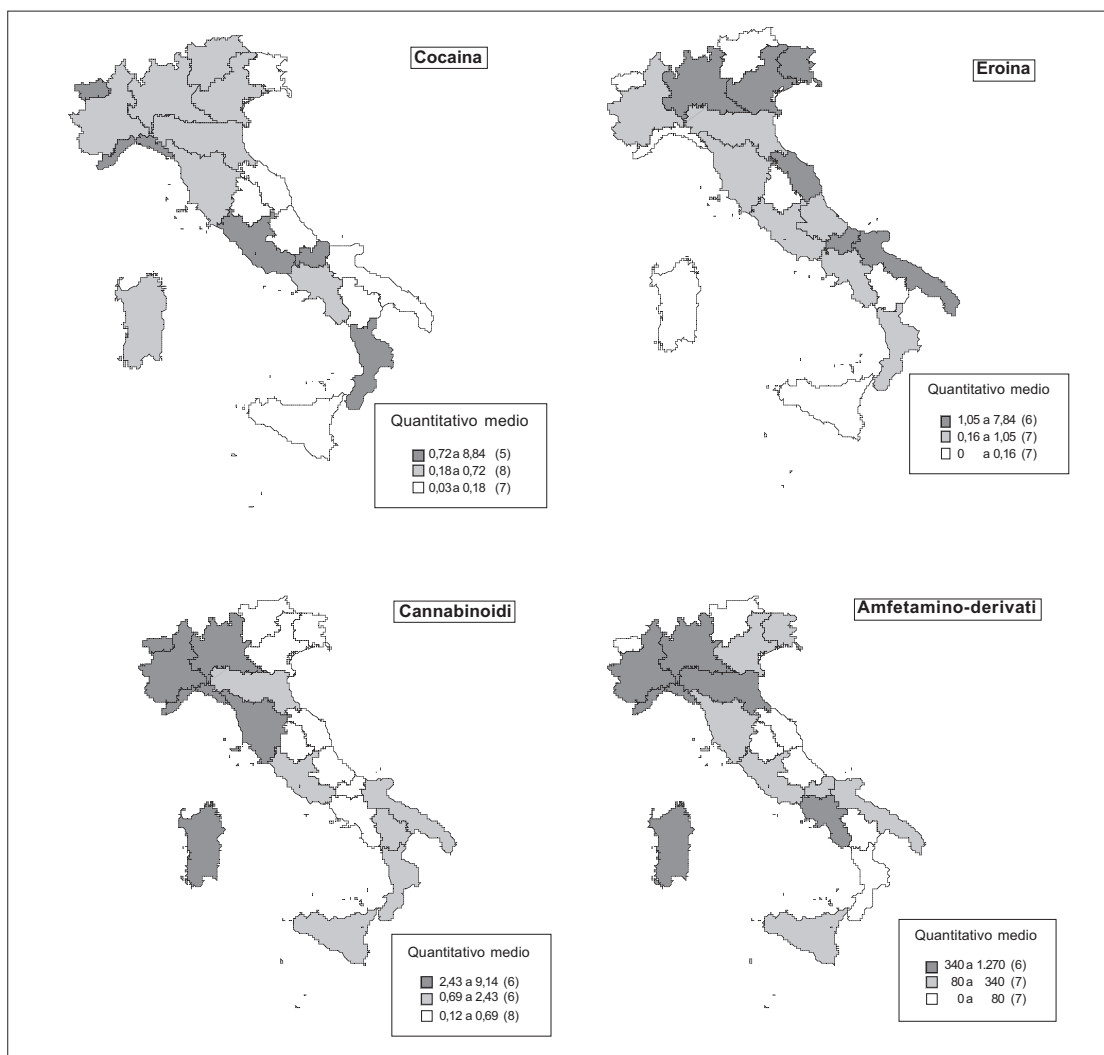 Cocaina
Eroina
Quantitativo medio
0,72 a 8,84 (5)
0,18 a 0,72 (8)
0,03 a 0,18 (7)
Quantitativo medio
1,05 a 7,84 (6)
0,16 a 1,05 (7)
0 a 0,16 (7)
Cannabinoidi
Amfetamino-derivati
Quantitativo medio
2,43 a 9,14 (6)
0,69 a 2,43 (6)
0,12 a 0,69 (8)
Quantitativo medio
340 a 1.270 (6)
80 a 340 (7)
0 a 80 (7)